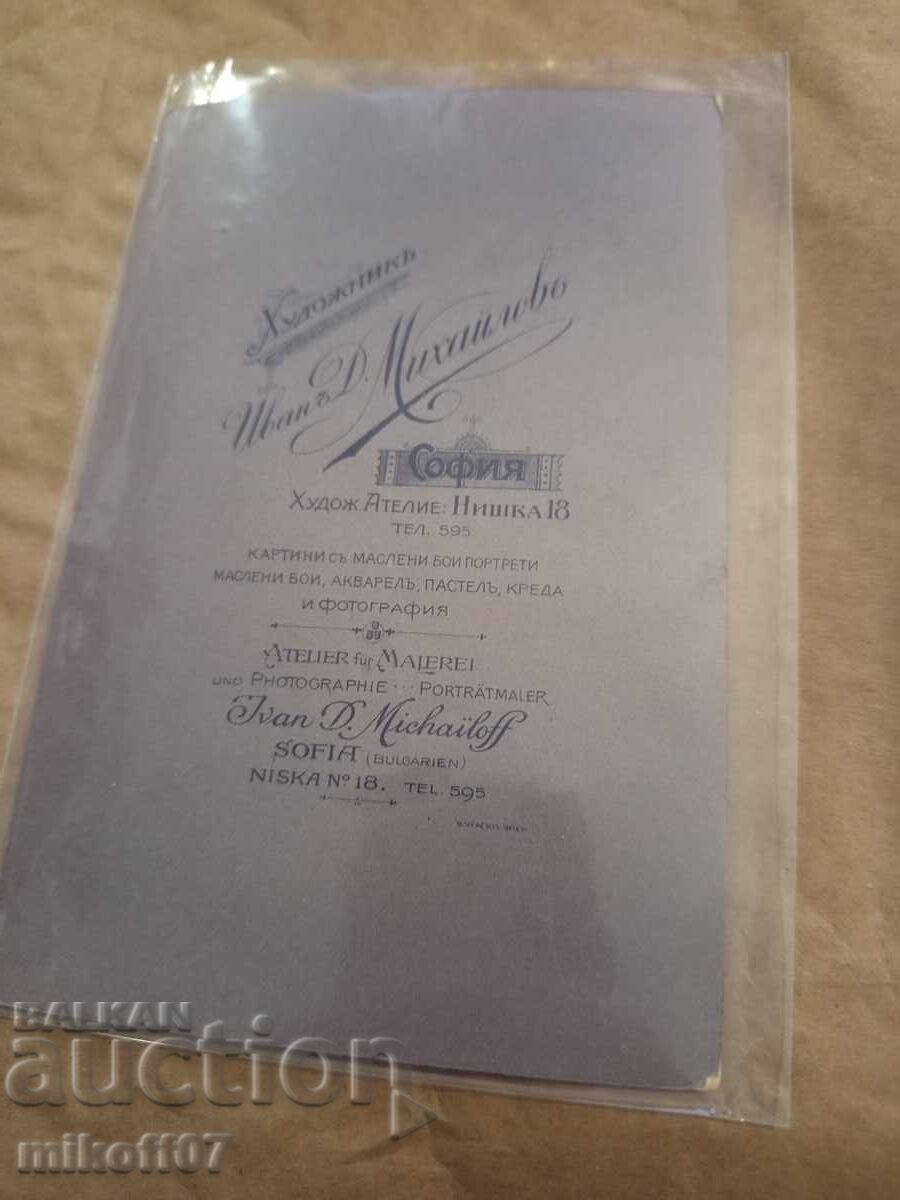 Художникъ
Иванъ Д. Михайловъ
София
Худож. Ателие: Нишка 18
ТЕЛ. 595
КАРТИНИ СЪ МАСЛЕНИ БОИ ПОРТРЕТИ
МАСЛЕНИ БОИ, АКВАРЕЛЪ, ПАСТЕЛЪ, КРЕДА
И ФОТОГРАФИЯ
ATELIER für MALEREI
UND PHOTOGRAPHIE ··· PORTRÄTMALER
Ivan D. Michaïloff
SOFIA (BULGARIEN)
NISKA No 18. TEL. 595
WIEN
BALKAN
auction
mikoff07